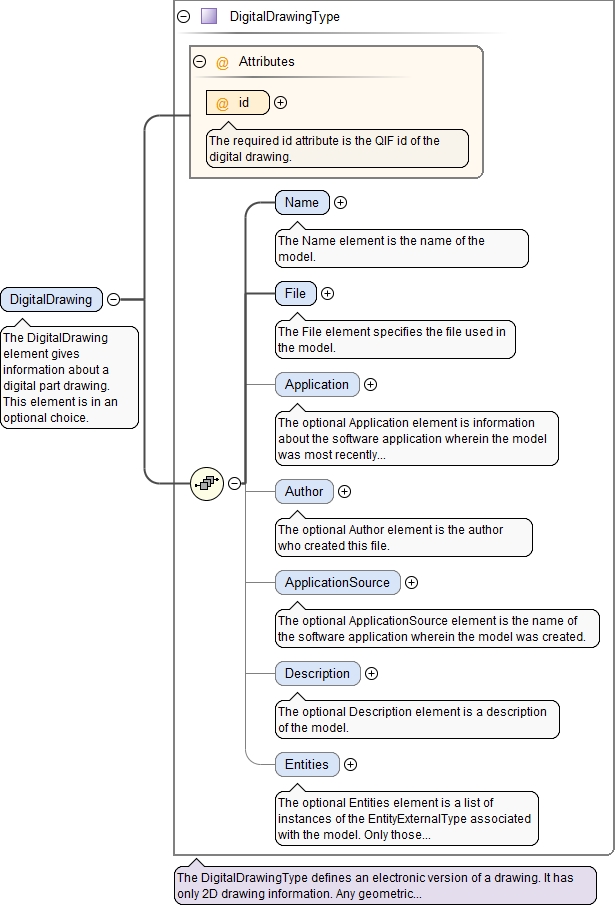 DigitalDrawingType
@ Attributes
@ id
The required id attribute is the QIF id of the
digital drawing.
Name
The Name element is the name of the
model.
DigitalDrawing
The DigitalDrawing
element gives
information about a
digital part drawing.
This element is in an
optional choice.
File
The File element specifies the file used in
the model.
Application
The optional Application element is information
about the software application wherein the model
was most recently...
Author
The optional Author element is the author
who created this file.
ApplicationSource
The optional ApplicationSource element is the name of
the software application wherein the model was created.
Description
The optional Description element is a description
of the model.
Entities
The optional Entities element is a list of
instances of the EntityExternalType associated
with the model. Only those...
The DigitalDrawingType defines an electronic version of a drawing. It has
only 2D drawing information. Any geometric...